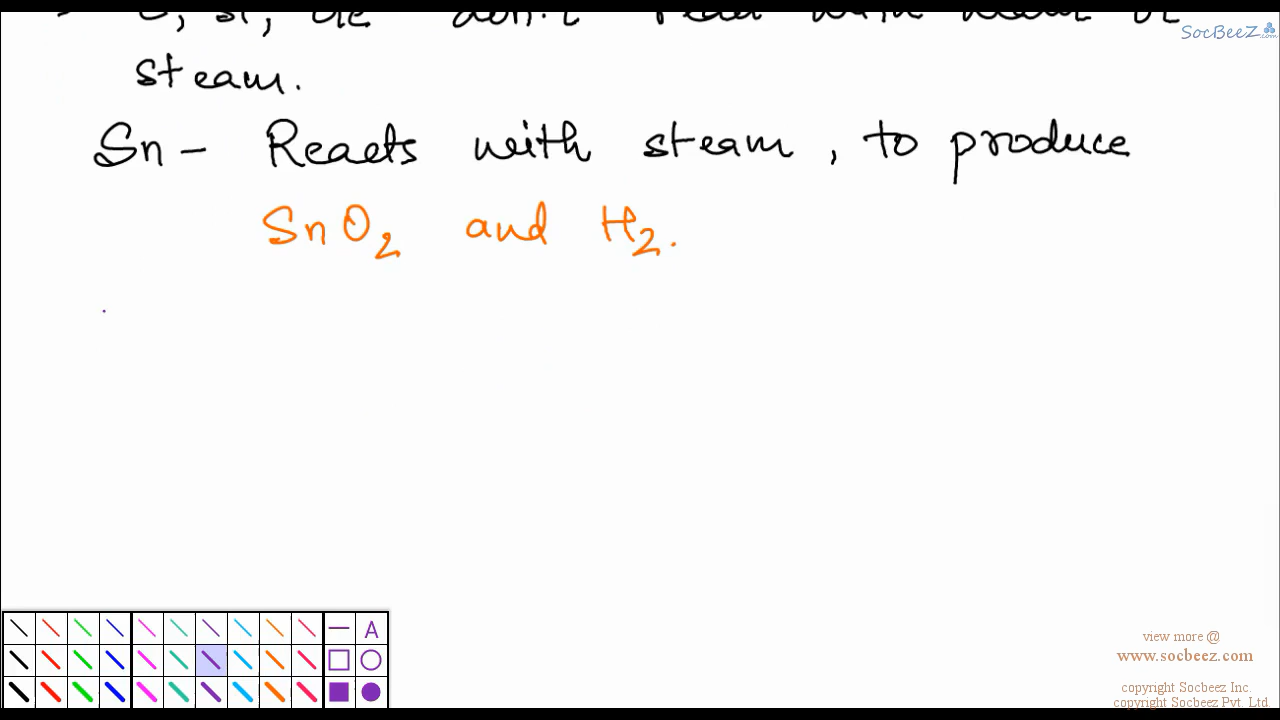 SocBeeZ.com
steam.
Sn - Reacts with steam, to produce
SnO₂ and H₂.
A
view more @
www.socbeez.com
copyright Socbeez Inc.
copyright Socbeez Pvt. Ltd.